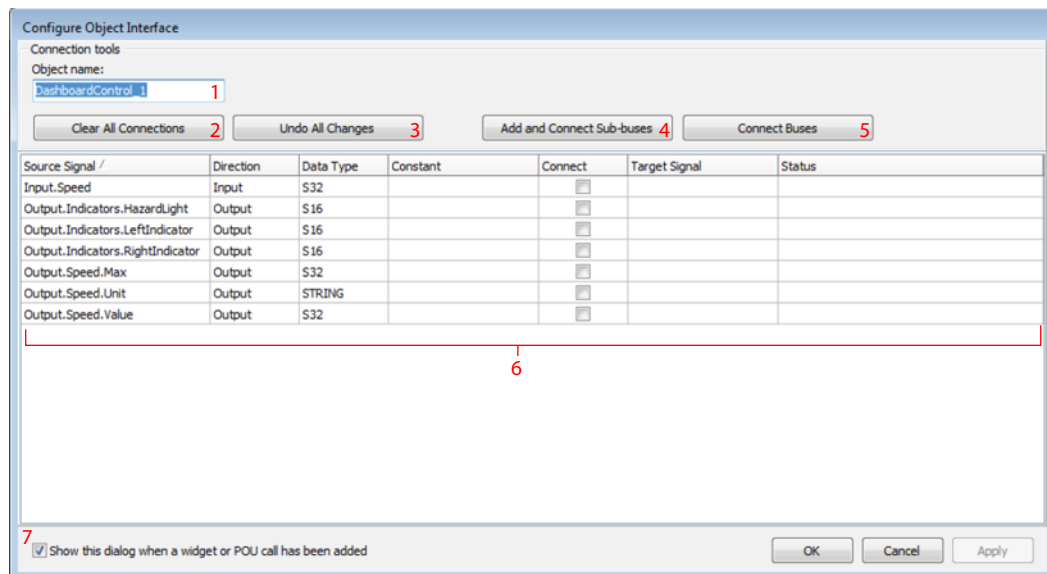 Configure Object Interface
Connection tools
Object name:
DashboardControl_1 1
Clear All Connections 2 Undo All Changes 3 Add and Connect Sub-buses 4 Connect Buses 5
Source Signal / Direction Data Type Constant Connect Target Signal Status
Input.Speed Input S32
Output.Indicators.HazardLight Output S16
Output.Indicators.LeftIndicator Output S16
Output.Indicators.RightIndicator Output S16
Output.Speed.Max Output S32
Output.Speed.Unit Output STRING
Output.Speed.Value Output S32
6
7
Show this dialog when a widget or POU call has been added OK Cancel Apply